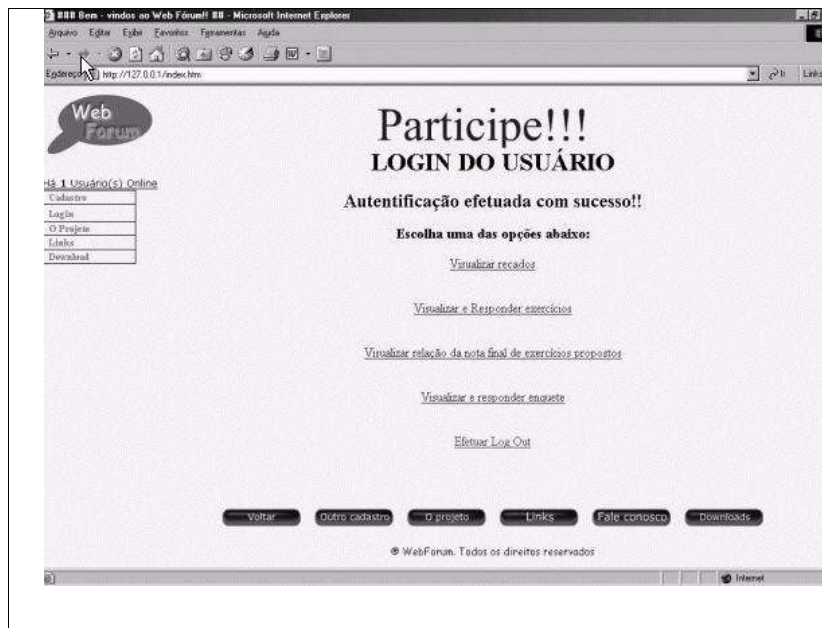 ### Bem - vindos ao Web Fórum!! ## - Microsoft Internet Explorer
Arquivo Editar Exibir Favoritos Ferramentas Ajuda
Endereço http://127.0.0.1/index.htm Ir Links
Web
Forum
Há 1 Usuário(s) Online
Cadastro
Login
O Projeto
Links
Download
Participe!!!
LOGIN DO USUÁRIO
Autentificação efetuada com sucesso!!
Escolha uma das opções abaixo:
Visualizar recados
Visualizar e Responder exercícios
Visualizar relação da nota final de exercícios propostos
Visualizar e responder enquete
Efetuar Log Out
Voltar Outro cadastro O projeto Links Fale conosco Downloads
® WebForum. Todos os direitos reservados
Internet